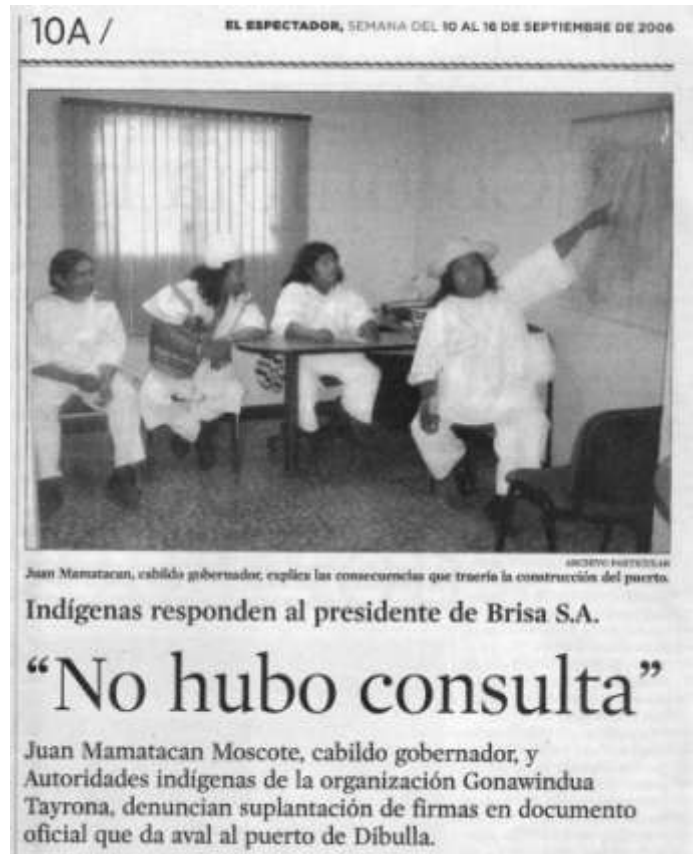 10A /
EL ESPECTADOR, SEMANA DEL 10 AL 16 DE SEPTIEMBRE DE 2006
ARCHIVO PARTICULAR
Juan Mamatacan, cabildo gobernador, explica las consecuencias que traería la construcción del puerto.
Indígenas responden al presidente de Brisa S.A.
“No hubo consulta”
Juan Mamatacan Moscote, cabildo gobernador, y
Autoridades indígenas de la organización Gonawindua
Tayrona, denuncian suplantación de firmas en documento
oficial que da aval al puerto de Dibulla.